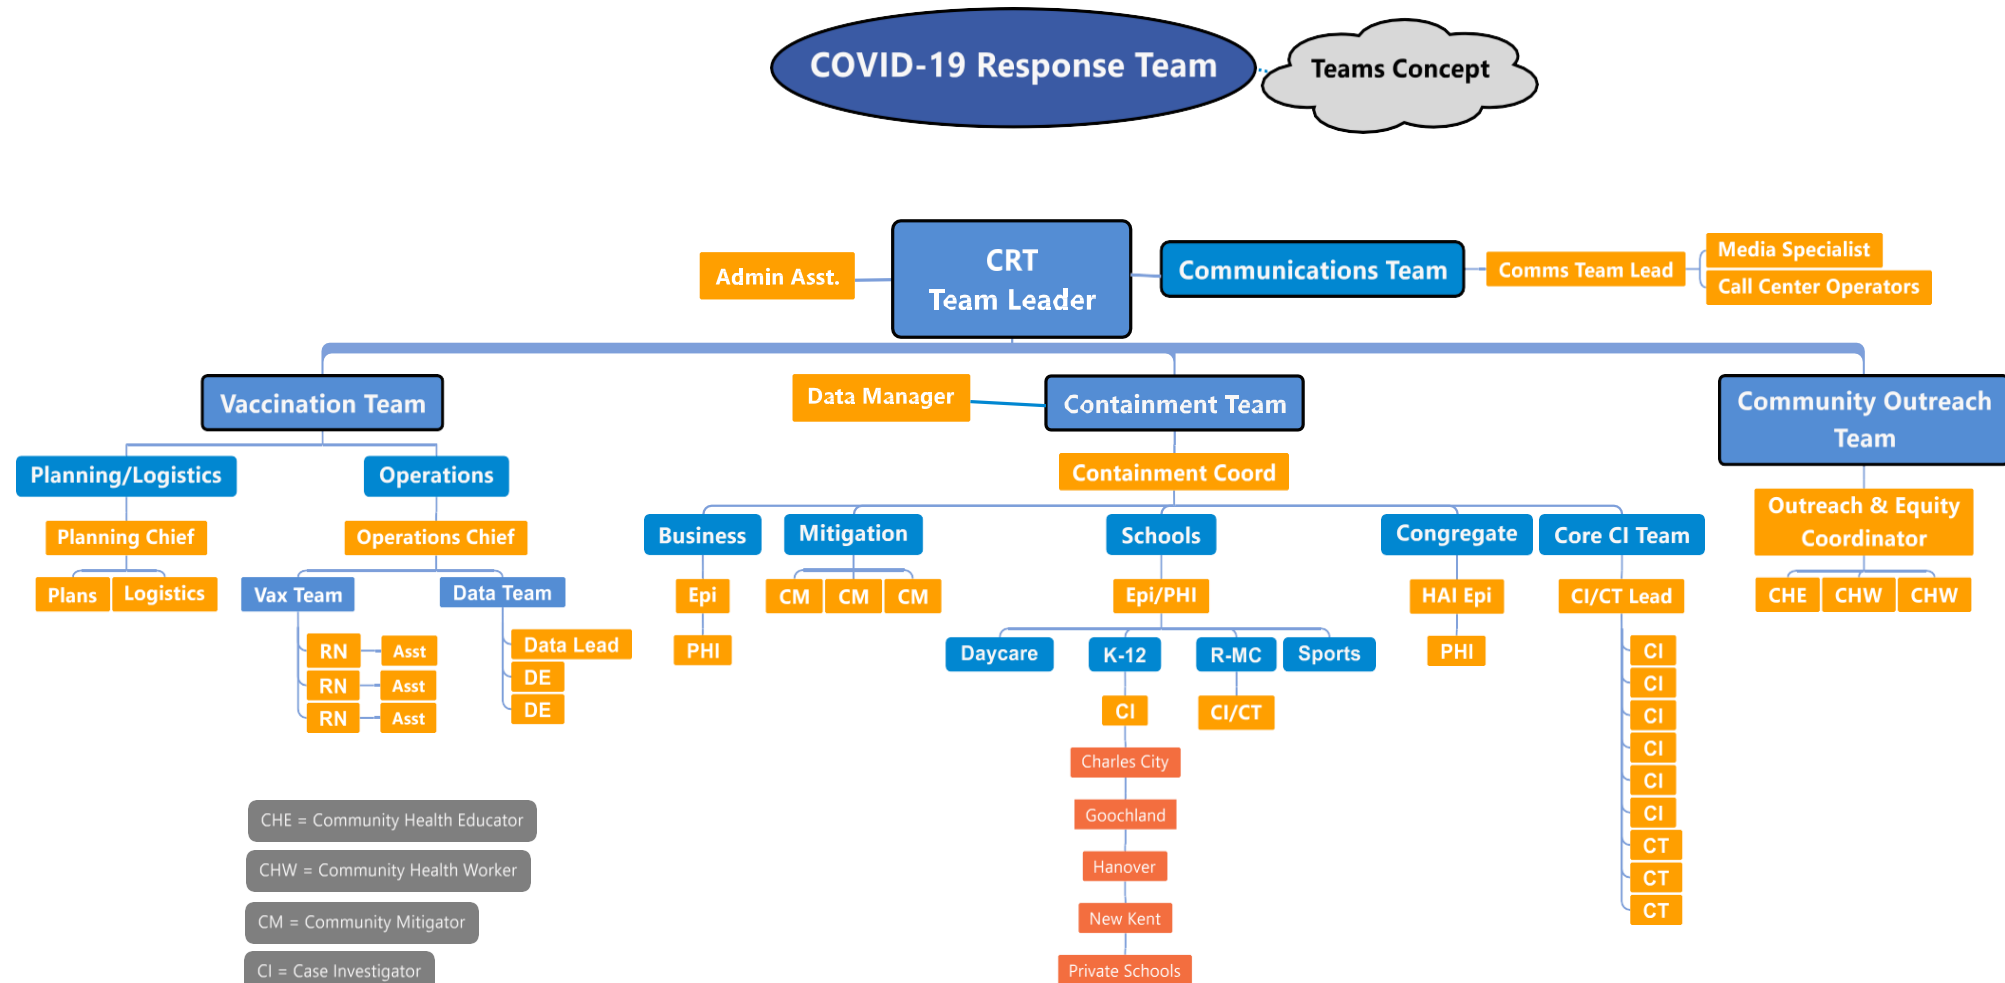 COVID-19 Response Team
Teams Concept
CRT
Team Leader
Admin Asst.
Communications Team
Comms Team Lead
Media Specialist
Call Center Operators
Vaccination Team
Data Manager
Containment Team
Community Outreach
Team
Planning/Logistics
Operations
Containment Coord
Outreach & Equity
Coordinator
Planning Chief
Operations Chief
Business
Mitigation
Schools
Congregate
Core CI Team
Plans
Logistics
Vax Team
Data Team
Epi
CM
CM
CM
Epi/PHI
HAI Epi
CI/CT Lead
CHE
CHW
CHW
RN
Asst
RN
Asst
RN
Asst
Data Lead
DE
DE
PHI
Daycare
K-12
R-MC
Sports
PHI
CI
CI/CT
Charles City
Goochland
Hanover
New Kent
Private Schools
CI
CI
CI
CI
CI
CI
CT
CT
CT
CHE = Community Health Educator
CHW = Community Health Worker
CM = Community Mitigator
CI = Case Investigator